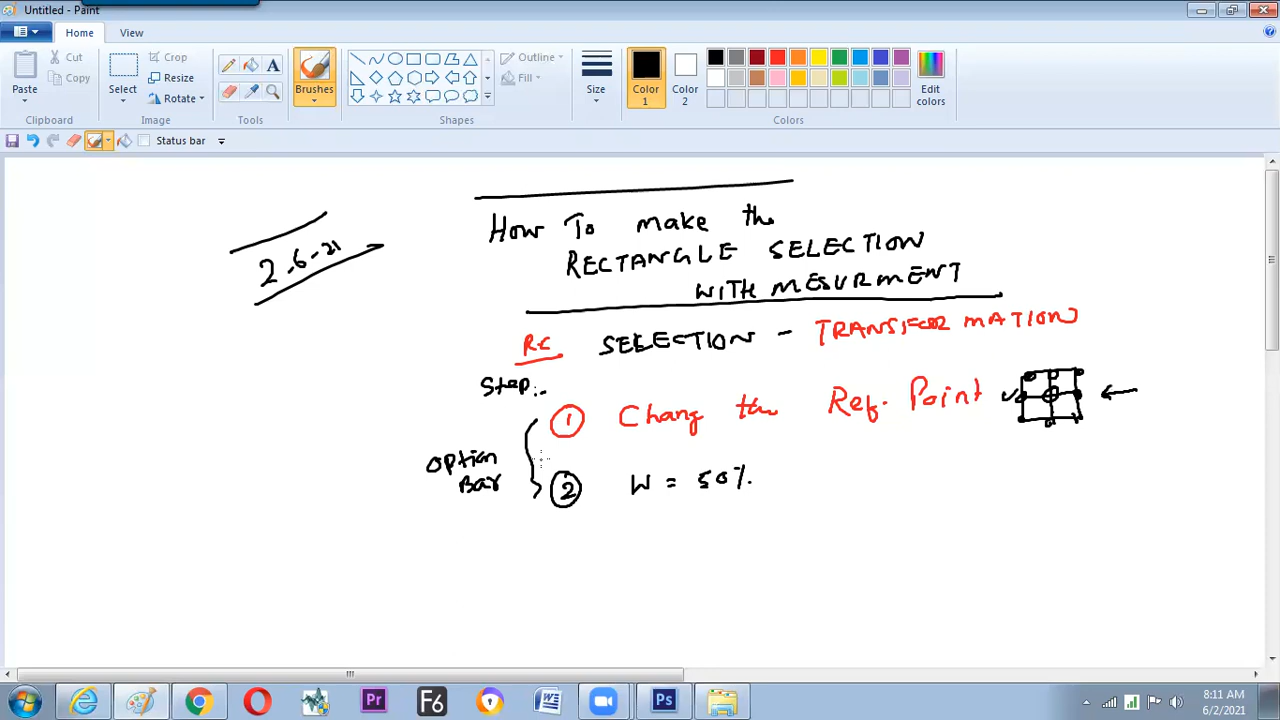 Untitled - Paint
Home
View
Paste
Cut
Copy
Clipboard
Select
Crop
Resize
Rotate
Image
A
Tools
Brushes
Outline
Fill
Shapes
Size
Color 1
Color 2
Edit colors
Colors
Status bar
2-6-21
How To make the
RECTANGLE SELECTION
WITH MESURMENT
RC SELECTION - TRANSFORMATION
Step:-
1 Chang the Ref. Point
Option
Bar
2 W = 50%
Pr
F6
W
Ps
8:11 AM
6/2/2021